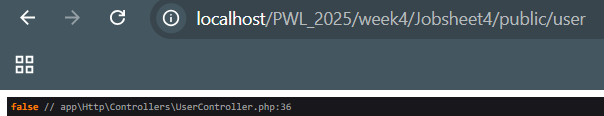 localhost/PWL_2025/week4/Jobsheet4/public/user
false // app\Http\Controllers\UserController.php:36